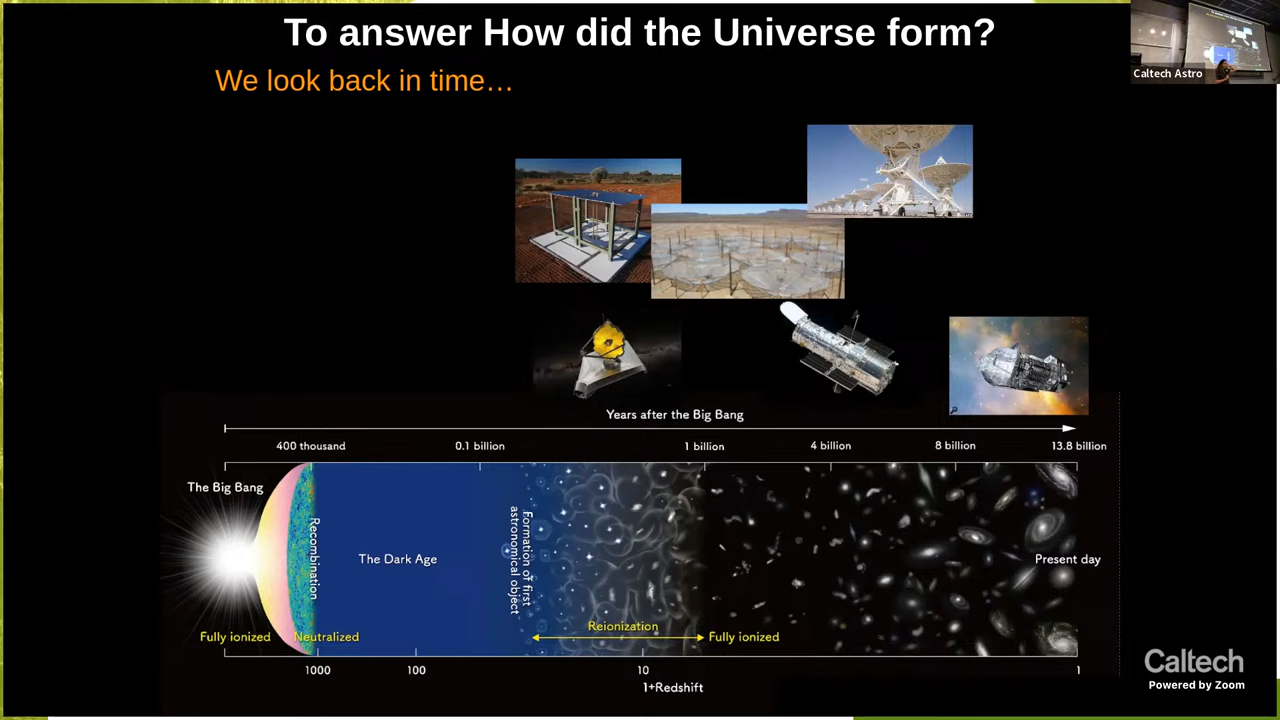 To answer How did the Universe form?
We look back in time…
Caltech Astro
Years after the Big Bang
400 thousand
0.1 billion
1 billion
4 billion
8 billion
13.8 billion
The Big Bang
Recombination
The Dark Age
Formation of first
astronomical object
Present day
Fully ionized
Neutralized
Reionization
Fully ionized
1000
100
10
1
1+Redshift
Caltech
Powered by Zoom